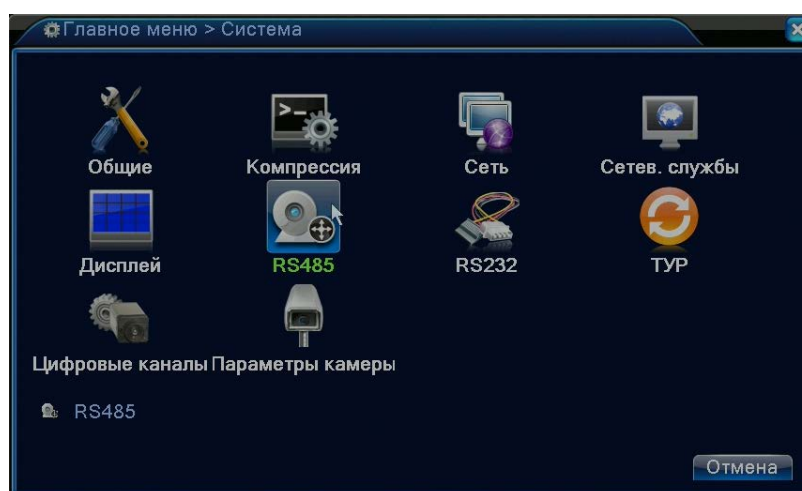 Главное меню > Система
Общие Компрессия Сеть Сетев. службы
Дисплей RS485 RS232 ТУР
Цифровые каналы Параметры камеры
RS485
Отмена